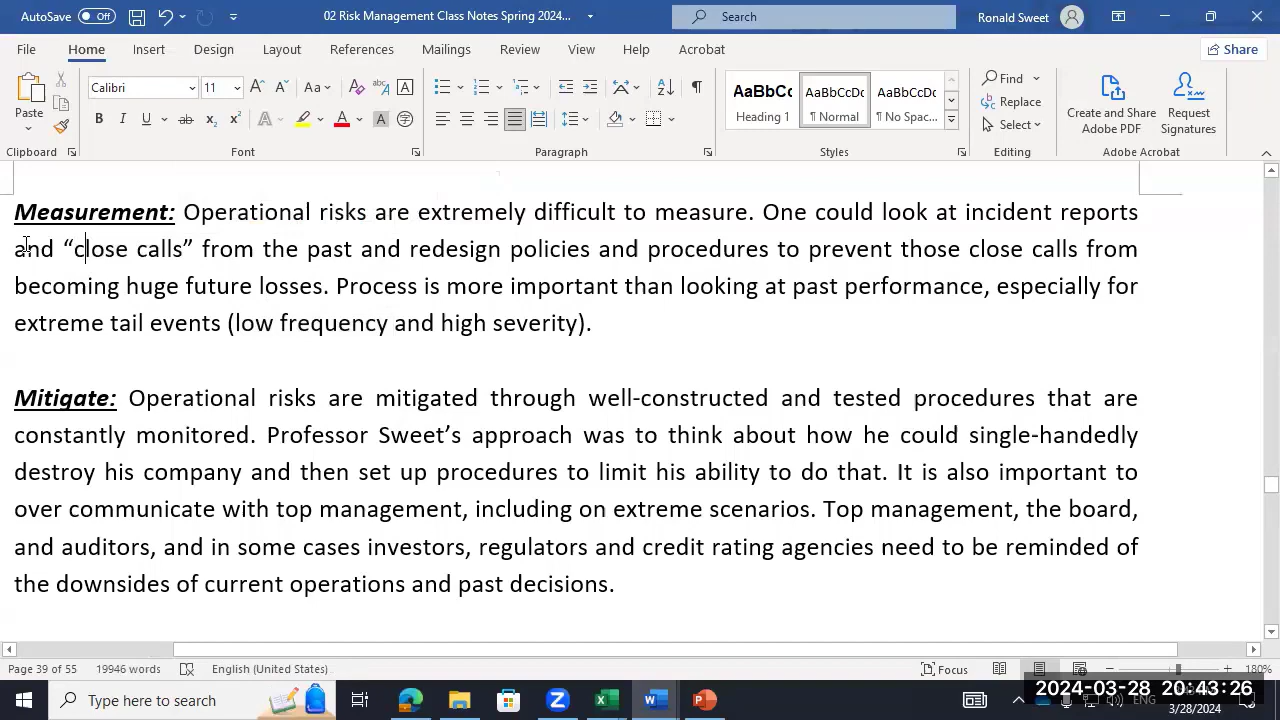 AutoSave Off 02 Risk Management Class Notes Spring 2024... Search Ronald Sweet
File Home Insert Design Layout References Mailings Review View Help Acrobat Share
Paste Calibri 11 AaBbCc AaBbCcDc AaBbCcDc Find
Heading 1 ¶ Normal ¶ No Spac... Replace Create and Share Adobe PDF Request Signatures
Select
Clipboard Font Paragraph Styles Editing Adobe Acrobat
Measurement: Operational risks are extremely difficult to measure. One could look at incident reports
and “close calls” from the past and redesign policies and procedures to prevent those close calls from
becoming huge future losses. Process is more important than looking at past performance, especially for
extreme tail events (low frequency and high severity).
Mitigate: Operational risks are mitigated through well-constructed and tested procedures that are
constantly monitored. Professor Sweet’s approach was to think about how he could single-handedly
destroy his company and then set up procedures to limit his ability to do that. It is also important to
over communicate with top management, including on extreme scenarios. Top management, the board,
and auditors, and in some cases investors, regulators and credit rating agencies need to be reminded of
the downsides of current operations and past decisions.
Page 39 of 55 19946 words English (United States) Focus 180%
Type here to search ENG
2024-03-28 20:43:26
3/28/2024